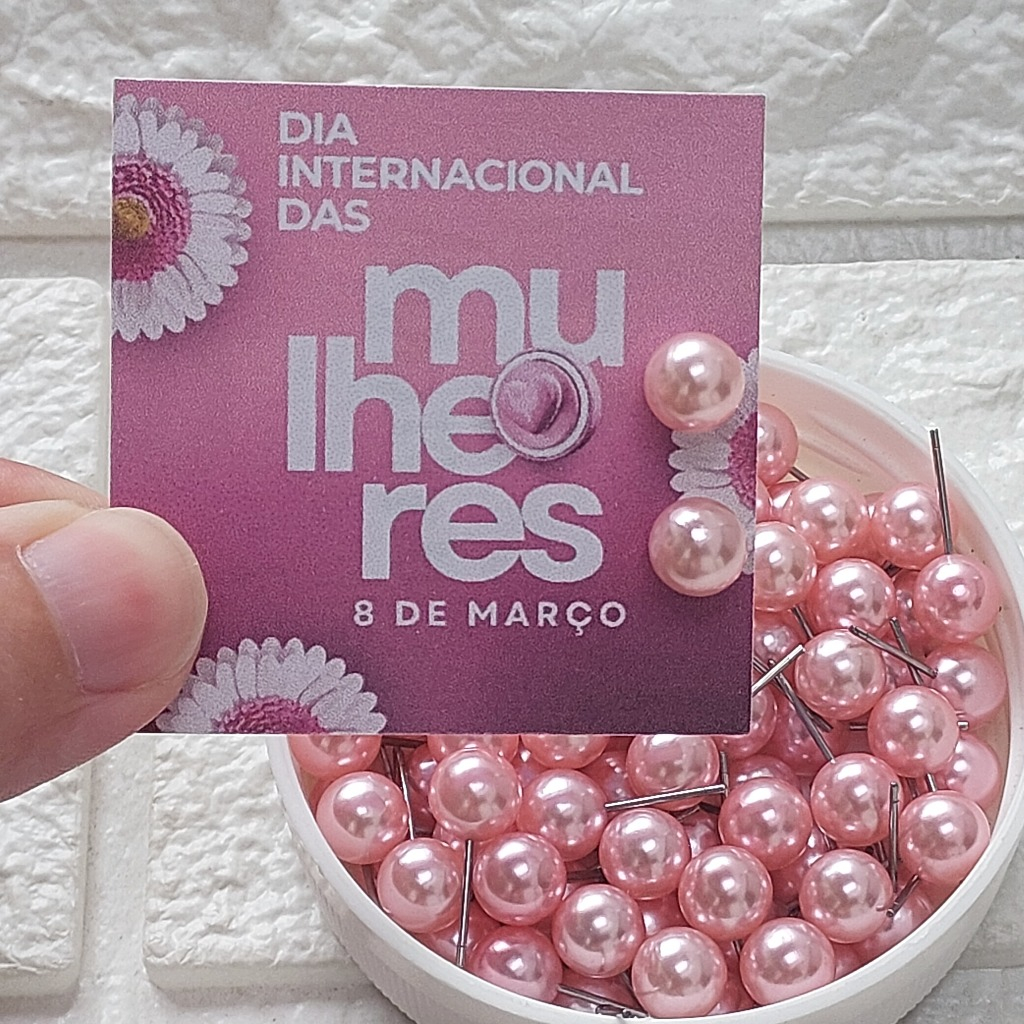 DIA
INTERNACIONAL
DAS
mu
lhe
res
8 DE MARÇO